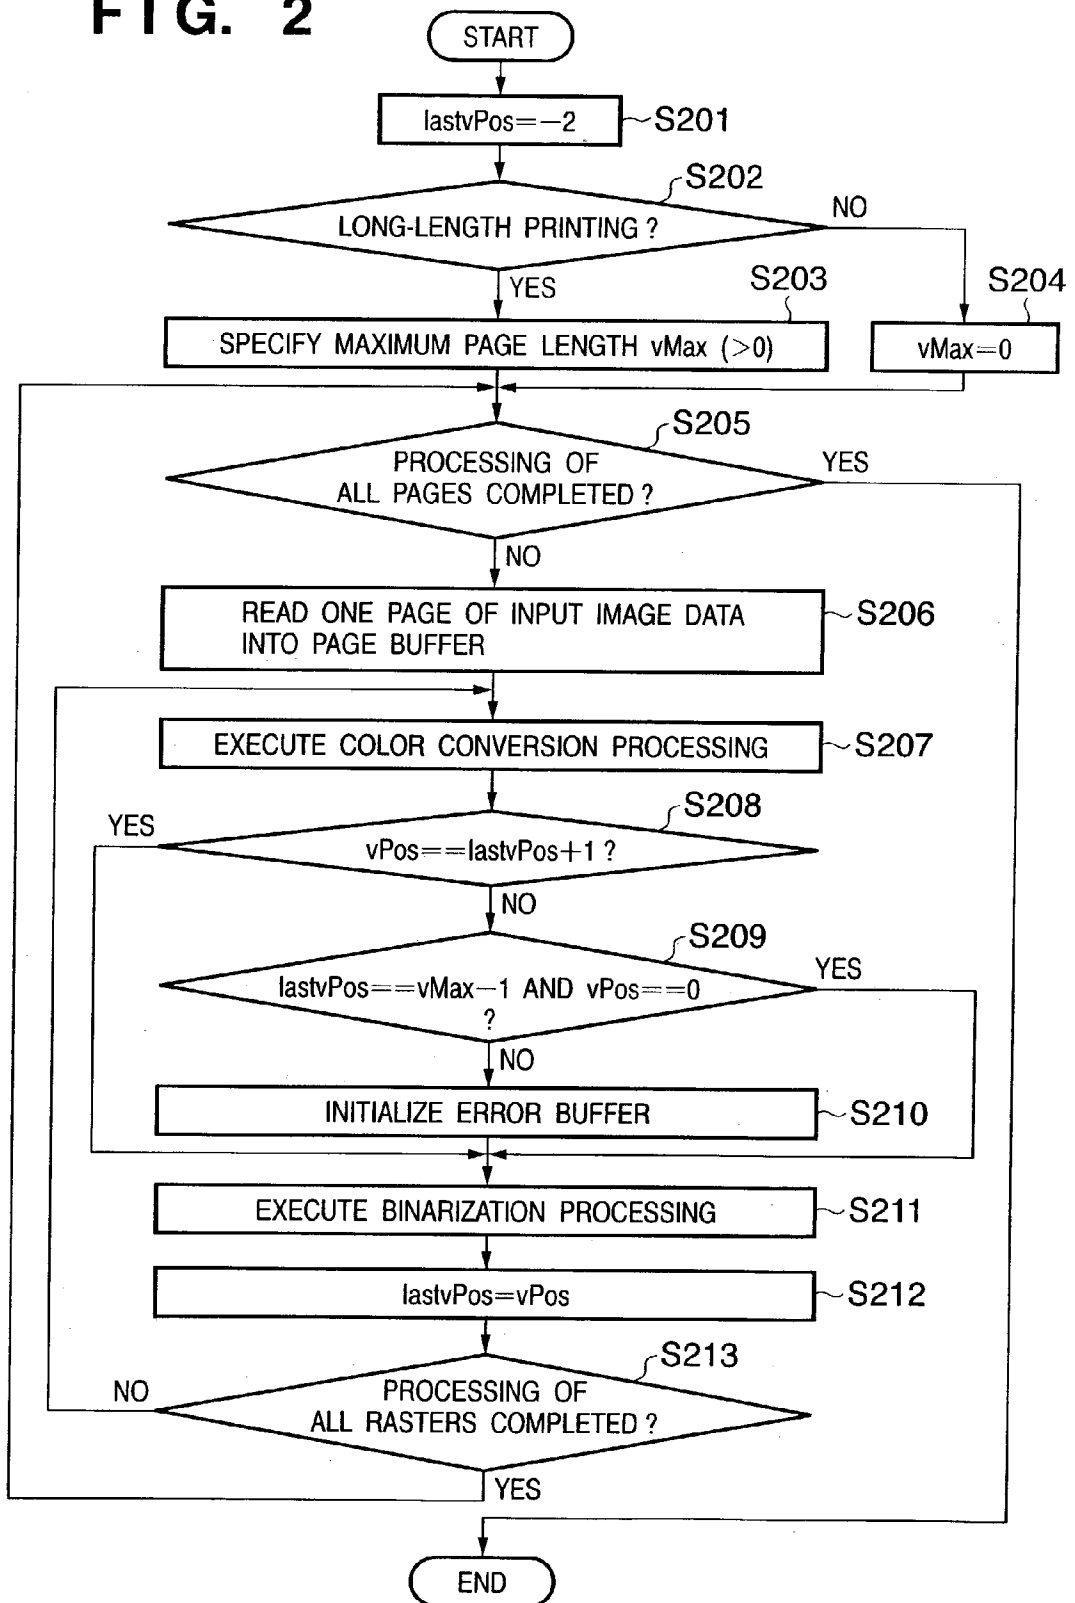 FIG. 2
START
lastvPos=−2
S201
S202
LONG-LENGTH PRINTING ?
NO
YES
S203
S204
SPECIFY MAXIMUM PAGE LENGTH vMax (>0)
vMax=0
S205
PROCESSING OF
ALL PAGES COMPLETED ?
YES
NO
READ ONE PAGE OF INPUT IMAGE DATA
INTO PAGE BUFFER
S206
EXECUTE COLOR CONVERSION PROCESSING
S207
S208
YES
vPos==lastvPos+1 ?
NO
S209
lastvPos==vMax−1 AND vPos==0
?
YES
NO
INITIALIZE ERROR BUFFER
S210
EXECUTE BINARIZATION PROCESSING
S211
lastvPos=vPos
S212
S213
NO
PROCESSING OF
ALL RASTERS COMPLETED ?
YES
END